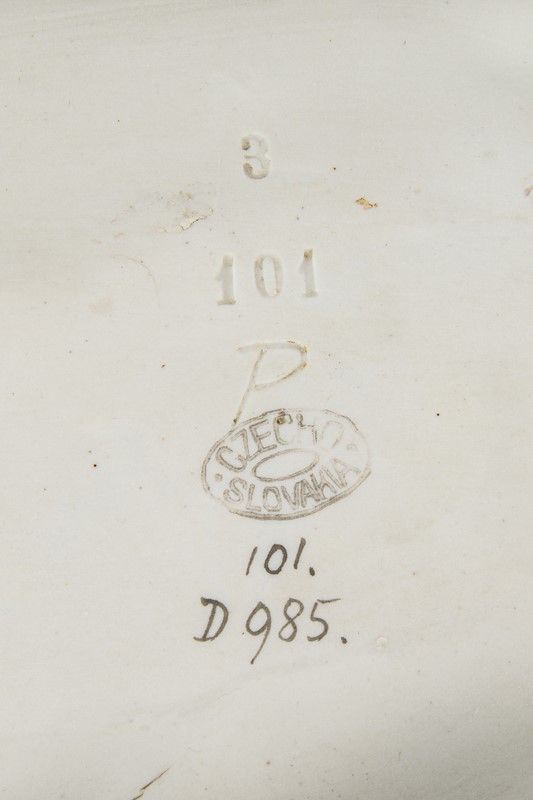 3
101
P
CZECHO
SLOVAKIA
101.
D 985.